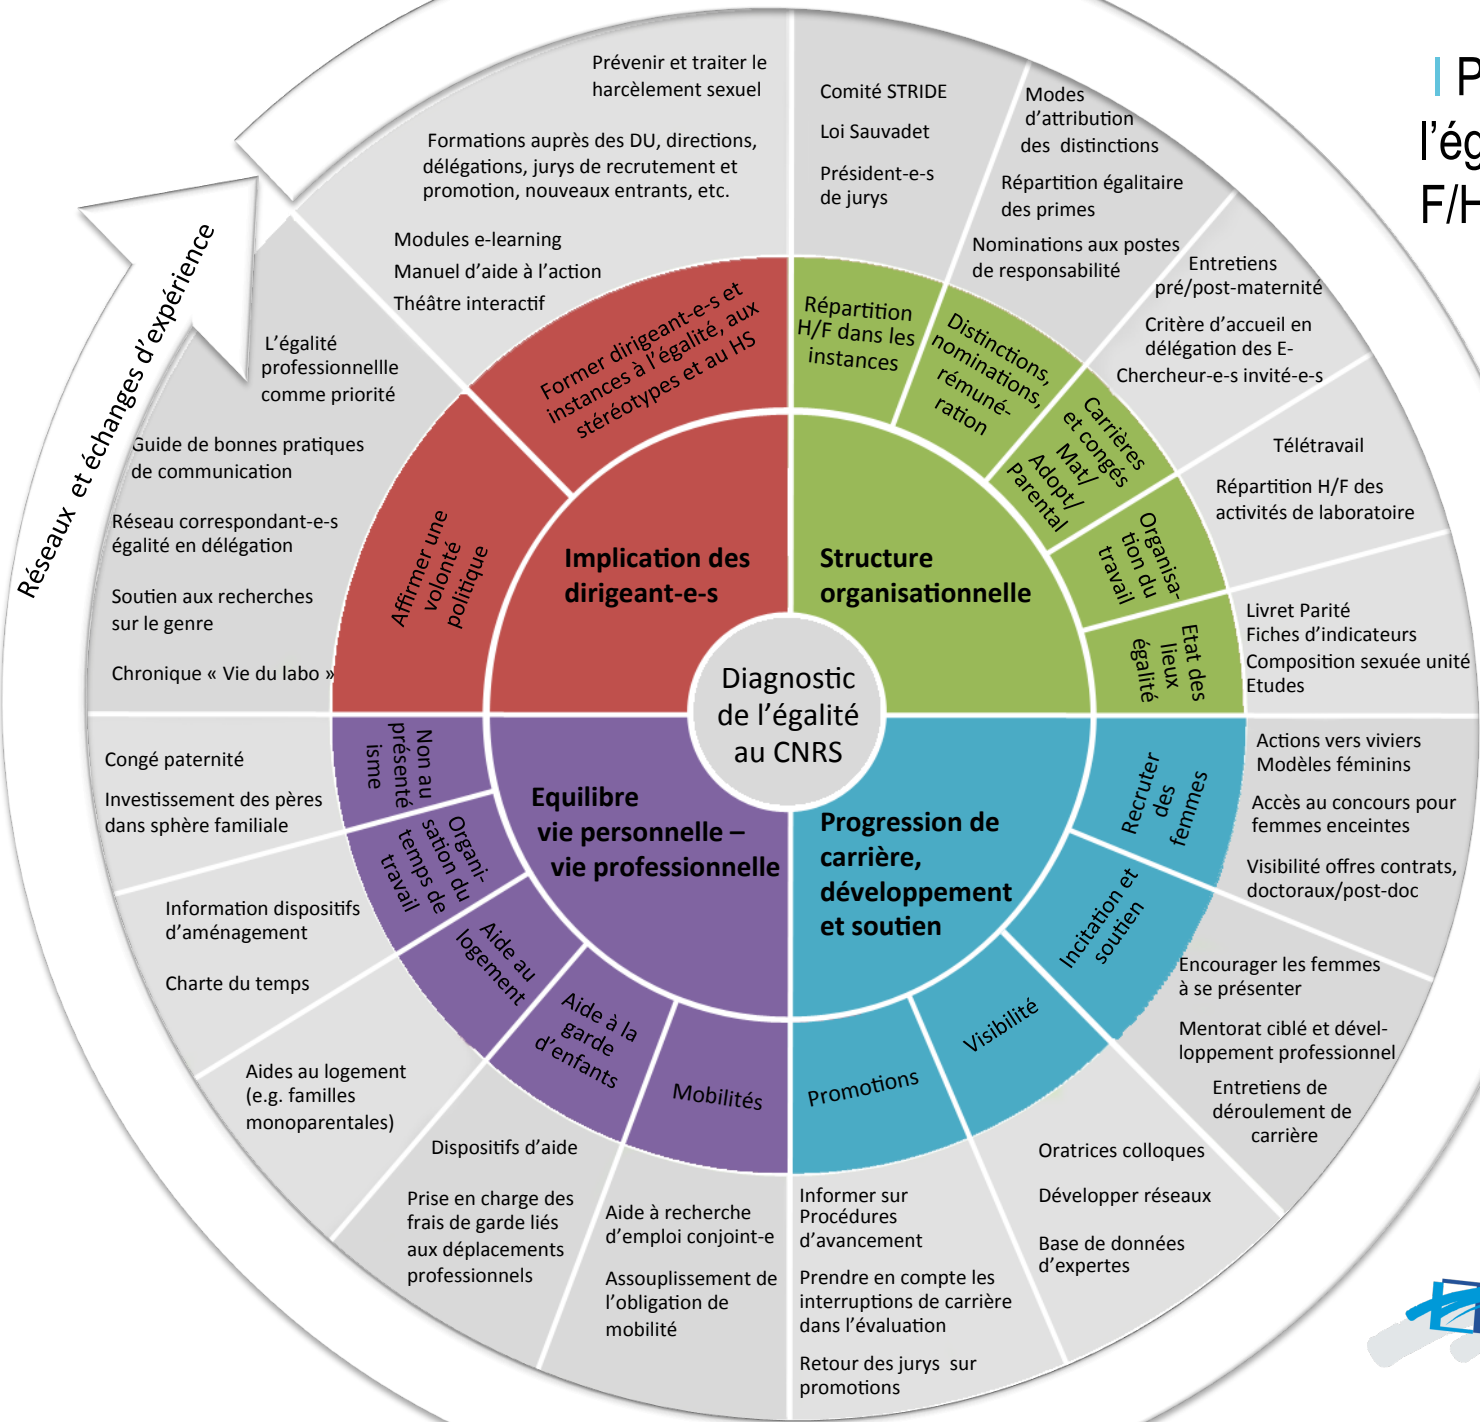 Prévenir et traiter le
harcèlement sexuel
Formations auprès des DU, directions,
délégations, jurys de recrutement et
promotion, nouveaux entrants, etc.
Modules e-learning
Manuel d’aide à l’action
Théâtre interactif
Comité STRIDE
Loi Sauvadet
Président-e-s
de jurys
Modes
d’attribution
des distinctions
Répartition égalitaire
des primes
Nominations aux postes
de responsabilité
Entretiens
pré/post-maternité
Critère d’accueil en
délégation des E-
Chercheur-e-s invité-e-s
Télétravail
Répartition H/F des
activités de laboratoire
Livret Parité
Fiches d’indicateurs
Composition sexuée unité
Etudes
Actions vers viviers
Modèles féminins
Accès au concours pour
femmes enceintes
Visibilité offres contrats,
doctoraux/post-doc
Encourager les femmes
à se présenter
Mentorat ciblé et dével-
loppement professionnel
Entretiens de
déroulement de
carrière
Oratrices colloques
Développer réseaux
Base de données
d’expertes
Informer sur
Procédures
d’avancement
Prendre en compte les
interruptions de carrière
dans l’évaluation
Retour des jurys sur
promotions
Aide à recherche
d’emploi conjoint-e
Assouplissement de
l’obligation de
mobilité
Dispositifs d’aide
Prise en charge des
frais de garde liés
aux déplacements
professionnels
Aides au logement
(e.g. familles
monoparentales)
Information dispositifs
d’aménagement
Charte du temps
Congé paternité
Investissement des pères
dans sphère familiale
L’égalité
professionnellle
comme priorité
Guide de bonnes pratiques
de communication
Réseau correspondant-e-s
égalité en délégation
Soutien aux recherches
sur le genre
Chronique « Vie du labo »
Réseaux et échanges d’expérience
Former dirigeant-e-s et
instances à l’égalité, aux
stéréotypes et au HS
Affirmer une
volonté
politique
Répartition
H/F dans les
instances
Distinctions,
nominations,
rémuné-
ration
Carrières
et congés
Mat/
Adopt/
Parental
Organisa-
tion du
travail
Etat des
lieux
égalité
Recruter
des
femmes
Incitation et
soutien
Visibilité
Promotions
Mobilités
Aide à la
garde
d’enfants
Aide au
logement
Organi-
sation du
temps de
travail
Non au
présenté
isme
Implication des
dirigeant-e-s
Structure
organisationnelle
Equilibre
vie personnelle –
vie professionnelle
Progression de
carrière,
développement
et soutien
Diagnostic
de l’égalité
au CNRS
F/H